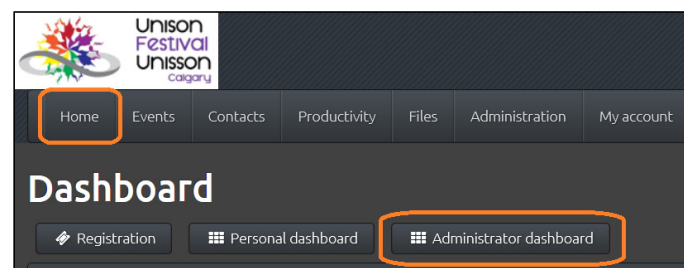 Unison
Festival
Unisson
Calgary
Home Events Contacts Productivity Files Administration My account
Dashboard
Registration Personal dashboard Administrator dashboard